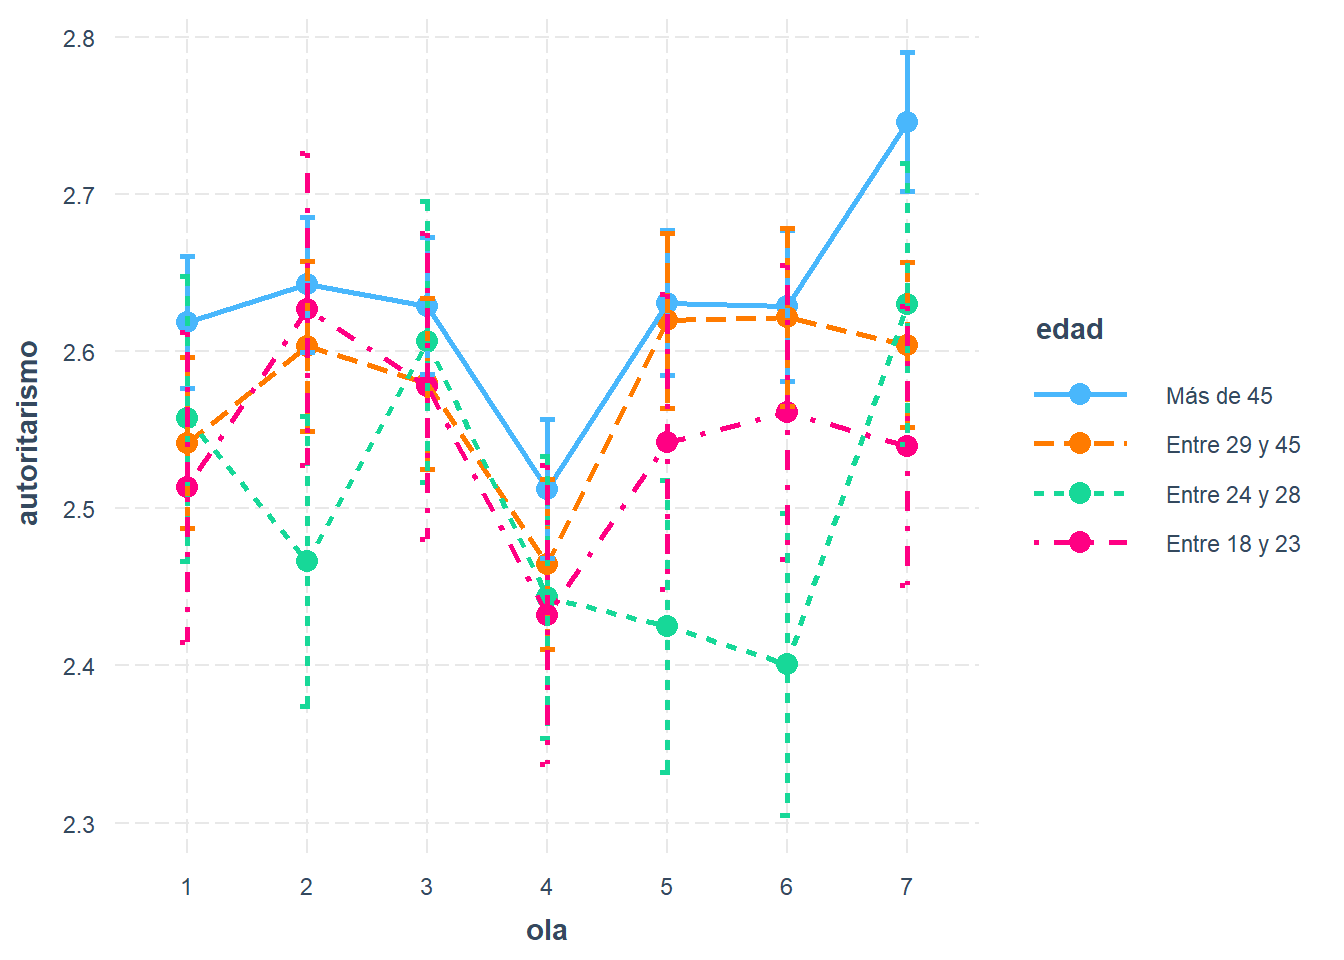 2.8
2.7
2.6
2.5
2.4
2.3
autoritarismo
1 2 3 4 5 6 7
ola
edad
Más de 45
Entre 29 y 45
Entre 24 y 28
Entre 18 y 23